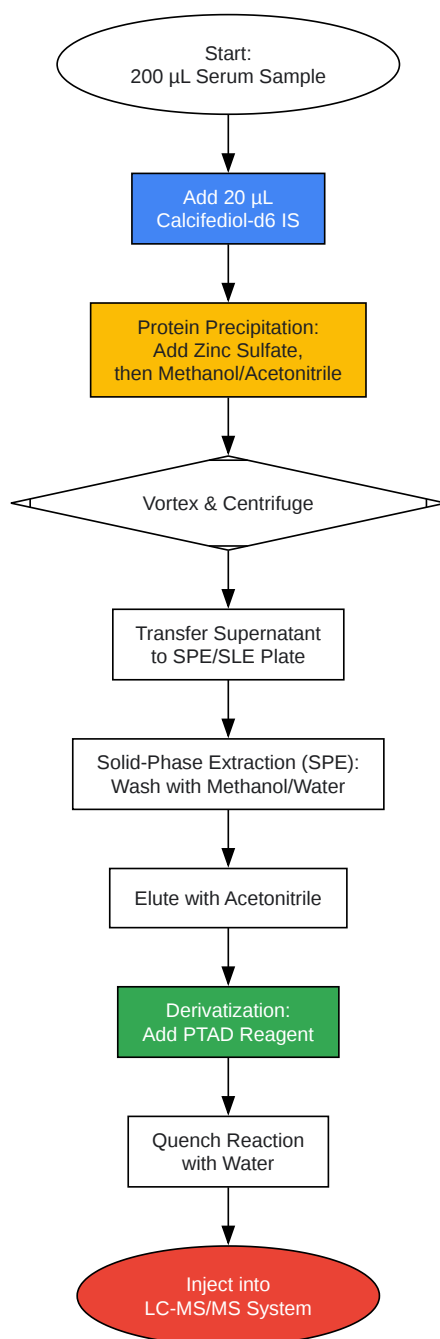 Start:
200 µL Serum Sample
Add 20 µL
Calcifediol-d6 IS
Protein Precipitation:
Add Zinc Sulfate,
then Methanol/Acetonitrile
Vortex & Centrifuge
Transfer Supernatant
to SPE/SLE Plate
Solid-Phase Extraction (SPE):
Wash with Methanol/Water
Elute with Acetonitrile
Derivatization:
Add PTAD Reagent
Quench Reaction
with Water
Inject into
LC-MS/MS System